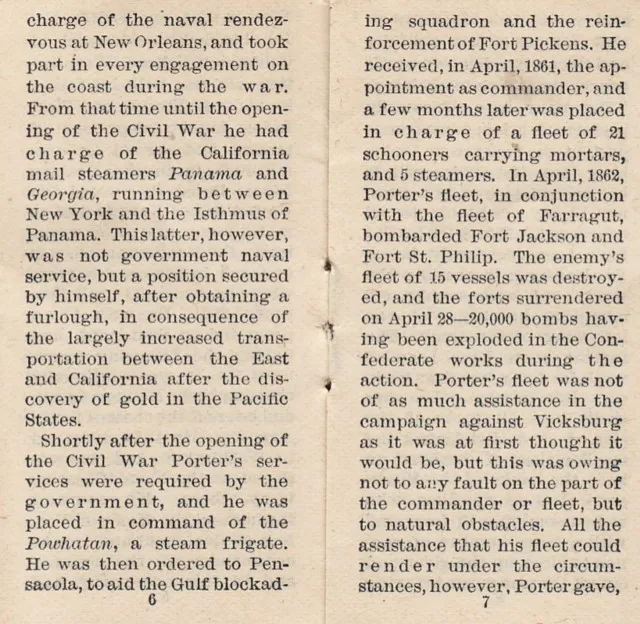 charge of the naval rendez-
vous at New Orleans, and took
part in every engagement on
the coast during the war.
From that time until the open-
ing of the Civil War he had
charge of the California
mail steamers Panama and
Georgia, running between
New York and the Isthmus of
Panama. This latter, however,
was not government naval
service, but a position secured
by himself, after obtaining a
furlough, in consequence of
the largely increased trans-
portation between the East
and California after the dis-
covery of gold in the Pacific
States.
Shortly after the opening of
the Civil War Porter's ser-
vices were required by the
government, and he was
placed in command of the
Powhatan, a steam frigate.
He was then ordered to Pen-
sacola, to aid the Gulf blockad-
6
ing squadron and the rein-
forcement of Fort Pickens. He
received, in April, 1861, the ap-
pointment as commander, and
a few months later was placed
in charge of a fleet of 21
schooners carrying mortars,
and 5 steamers. In April, 1862,
Porter's fleet, in conjunction
with the fleet of Farragut,
bombarded Fort Jackson and
Fort St. Philip. The enemy's
fleet of 15 vessels was destroy-
ed, and the forts surrendered
on April 28—20,000 bombs hav-
ing been exploded in the Con-
federate works during the
action. Porter's fleet was not
of as much assistance in the
campaign against Vicksburg
as it was at first thought it
would be, but this was owing
not to any fault on the part of
the commander or fleet, but
to natural obstacles. All the
assistance that his fleet could
render under the circum-
stances, however, Porter gave,
7